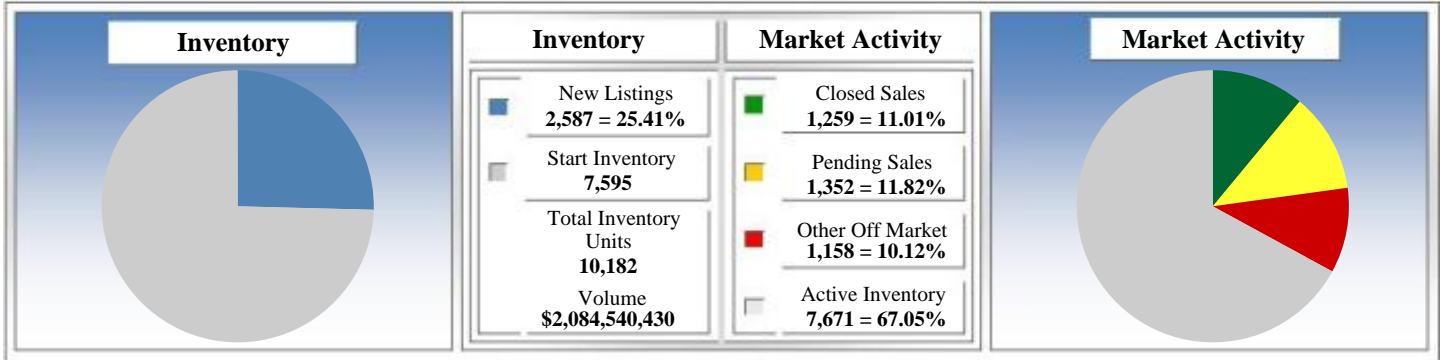 Inventory
Inventory
Market Activity
New Listings
2,587 = 25.41%
Start Inventory
7,595
Total Inventory
Units
10,182
Volume
$2,084,540,430
Closed Sales
1,259 = 11.01%
Pending Sales
1,352 = 11.82%
Other Off Market
1,158 = 10.12%
Active Inventory
7,671 = 67.05%
Market Activity